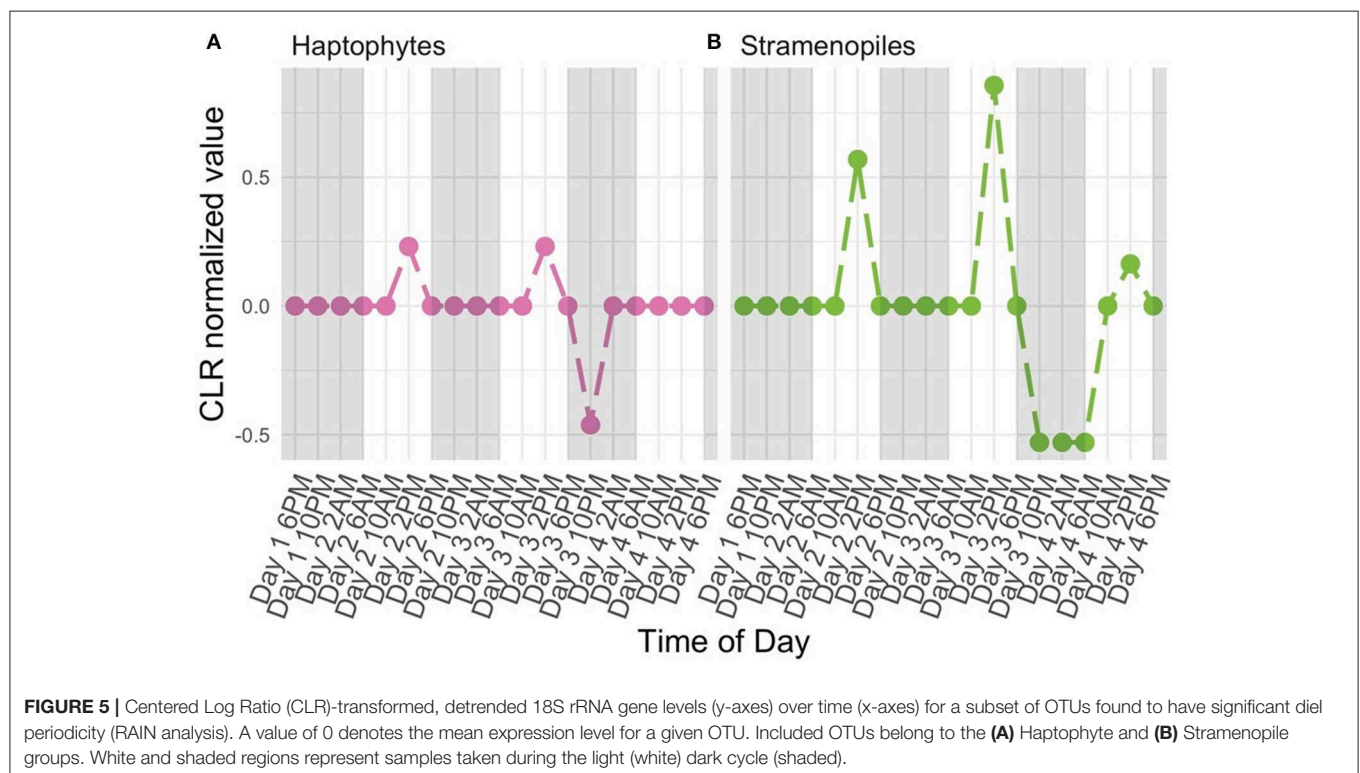 A
Haptophytes
B
Stramenopiles
CLR normalized value
0.5
0.0
-0.5
Day 1 6PM
Day 1 10PM
Day 2 2AM
Day 2 6AM
Day 2 10AM
Day 2 2PM
Day 2 6PM
Day 2 10PM
Day 3 2AM
Day 3 6AM
Day 3 10AM
Day 3 2PM
Day 3 6PM
Day 3 10PM
Day 4 2AM
Day 4 6AM
Day 4 10AM
Day 4 2PM
Day 4 6PM
Day 1 6PM
Day 1 10PM
Day 2 2AM
Day 2 6AM
Day 2 10AM
Day 2 2PM
Day 2 6PM
Day 2 10PM
Day 3 2AM
Day 3 6AM
Day 3 10AM
Day 3 2PM
Day 3 6PM
Day 3 10PM
Day 4 2AM
Day 4 6AM
Day 4 10AM
Day 4 2PM
Day 4 6PM
Time of Day
FIGURE 5 | Centered Log Ratio (CLR)-transformed, detrended 18S rRNA gene levels (y-axes) over time (x-axes) for a subset of OTUs found to have significant diel
periodicity (RAIN analysis). A value of 0 denotes the mean expression level for a given OTU. Included OTUs belong to the (A) Haptophyte and (B) Stramenopile
groups. White and shaded regions represent samples taken during the light (white) dark cycle (shaded).